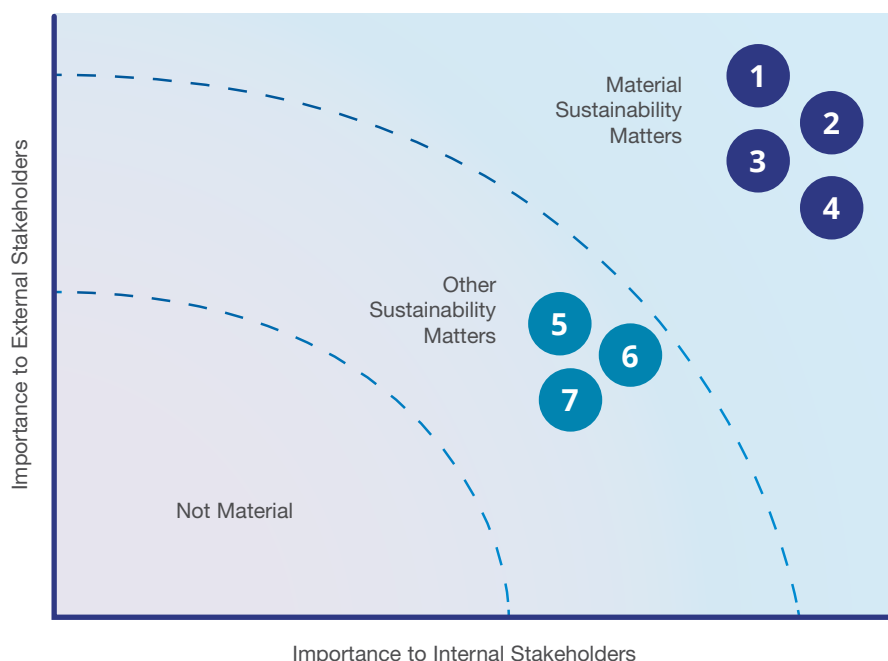 Importance to External Stakeholders
Material
Sustainability
Matters
1
2
3
4
Other
Sustainability
Matters
5
6
7
Not Material
Importance to Internal Stakeholders